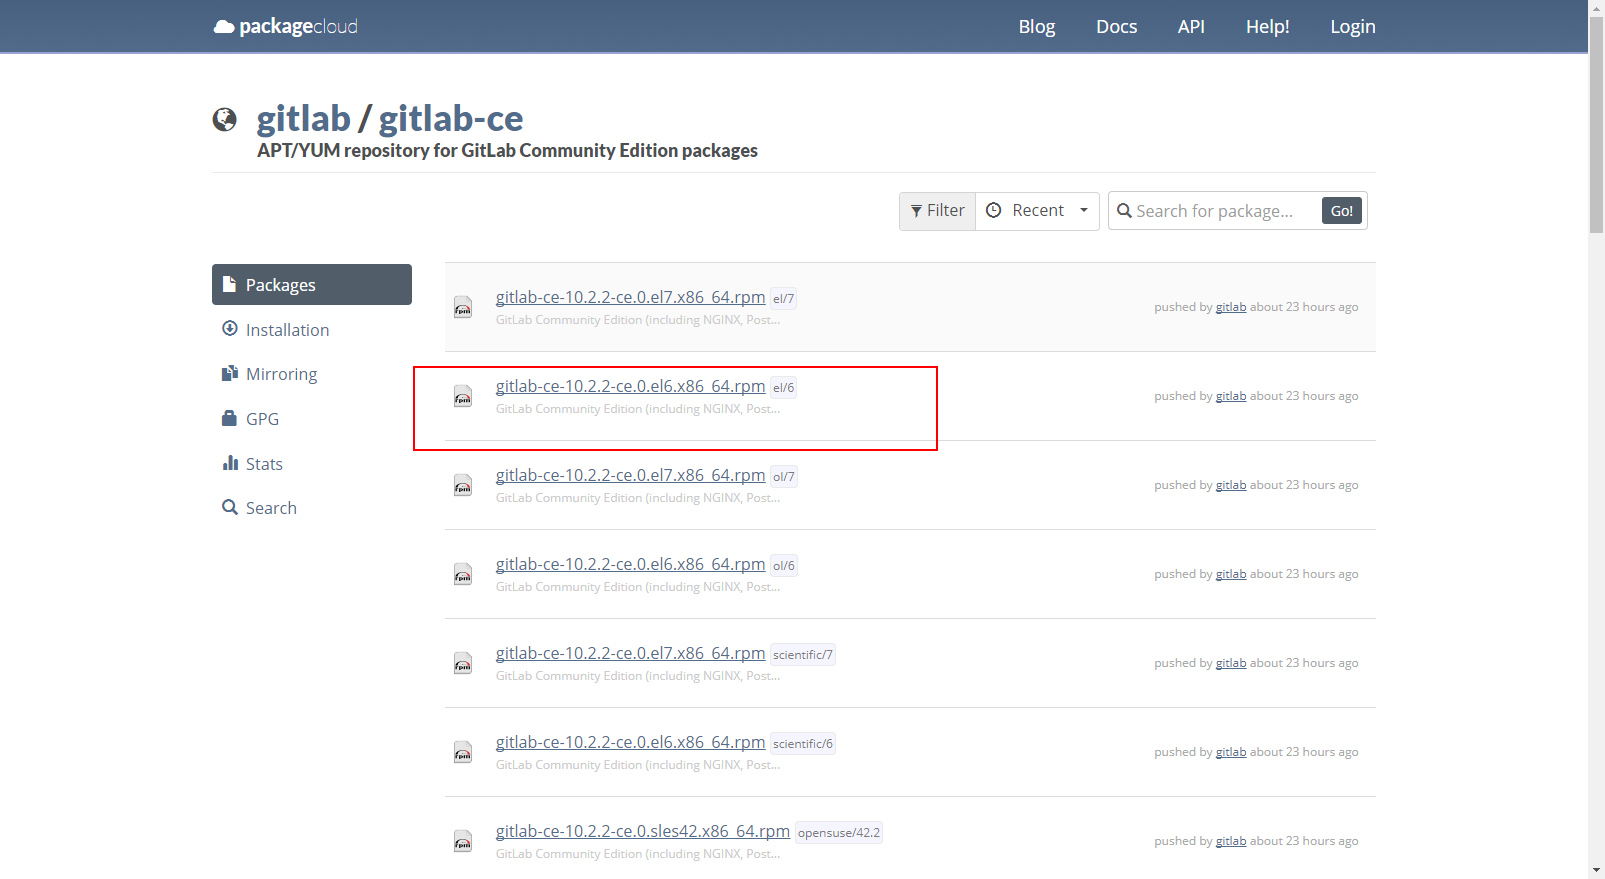 packagecloud
Blog Docs API Help! Login
gitlab / gitlab-ce
APT/YUM repository for GitLab Community Edition packages
Filter Recent Search for package... Go!
Packages
Installation
Mirroring
GPG
Stats
Search
gitlab-ce-10.2.2-ce.0.el7.x86_64.rpm el/7
GitLab Community Edition (including NGINX, Post...
pushed by gitlab about 23 hours ago
rpm
gitlab-ce-10.2.2-ce.0.el6.x86_64.rpm el/6
GitLab Community Edition (including NGINX, Post...
pushed by gitlab about 23 hours ago
rpm
gitlab-ce-10.2.2-ce.0.el7.x86_64.rpm ol/7
GitLab Community Edition (including NGINX, Post...
pushed by gitlab about 23 hours ago
rpm
gitlab-ce-10.2.2-ce.0.el6.x86_64.rpm ol/6
GitLab Community Edition (including NGINX, Post...
pushed by gitlab about 23 hours ago
rpm
gitlab-ce-10.2.2-ce.0.el7.x86_64.rpm scientific/7
GitLab Community Edition (including NGINX, Post...
pushed by gitlab about 23 hours ago
rpm
gitlab-ce-10.2.2-ce.0.el6.x86_64.rpm scientific/6
GitLab Community Edition (including NGINX, Post...
pushed by gitlab about 23 hours ago
rpm
gitlab-ce-10.2.2-ce.0.sles42.x86_64.rpm opensuse/42.2
GitLab Community Edition (including NGINX, Post...
pushed by gitlab about 23 hours ago
rpm